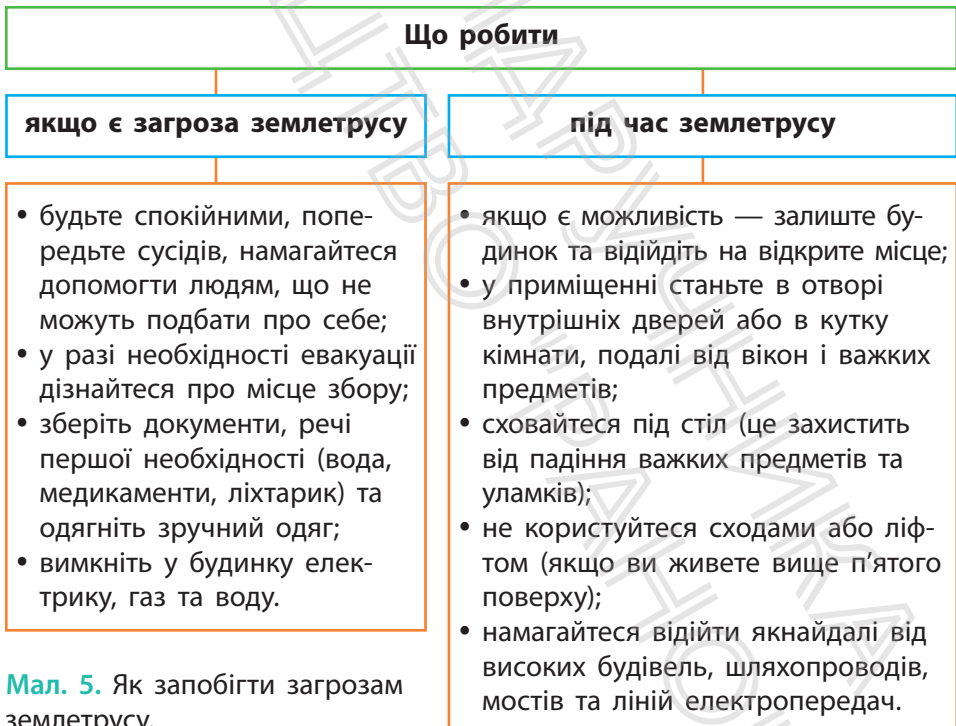 Що робити
якщо є загроза землетрусу
під час землетрусу
• будьте спокійними, попе-
редьте сусідів, намагайтеся
допомогти людям, що не
можуть подбати про себе;
• у разі необхідності евакуації
дізнайтеся про місце збору;
• зберіть документи, речі
першої необхідності (вода,
медикаменти, ліхтарик) та
одягніть зручний одяг;
• вимкніть у будинку елек-
трику, газ та воду.
• якщо є можливість — залиште бу-
динок та відійдіть на відкрите місце;
• у приміщенні станьте в отворі
внутрішніх дверей або в кутку
кімнати, подалі від вікон і важких
предметів;
• сховайтеся під стіл (це захистить
від падіння важких предметів та
уламків);
• не користуйтеся сходами або ліф-
том (якщо ви живете вище п’ятого
поверху);
• намагайтеся відійти якнайдалі від
високих будівель, шляхопроводів,
мостів та ліній електропередач.
Мал. 5. Як запобігти загрозам
землетрусу.